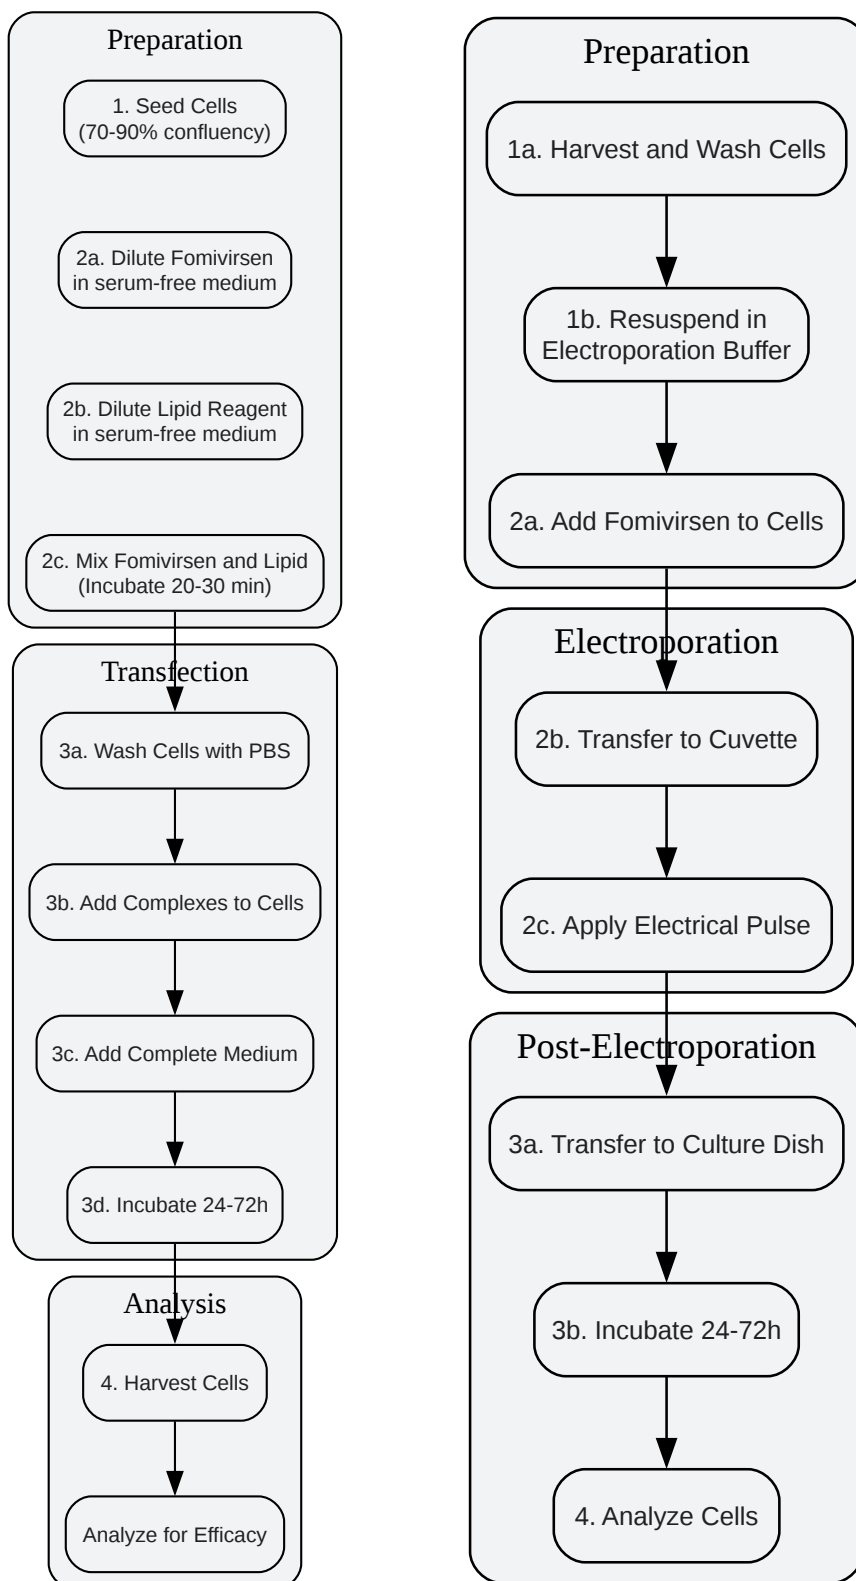 Preparation
1. Seed Cells
(70-90% confluency)
2a. Dilute Fomivirsen
in serum-free medium
2b. Dilute Lipid Reagent
in serum-free medium
2c. Mix Fomivirsen and Lipid
(Incubate 20-30 min)
Transfection
3a. Wash Cells with PBS
3b. Add Complexes to Cells
3c. Add Complete Medium
3d. Incubate 24-72h
Analysis
4. Harvest Cells
Analyze for Efficacy
Preparation
1a. Harvest and Wash Cells
1b. Resuspend in
Electroporation Buffer
2a. Add Fomivirsen to Cells
Electroporation
2b. Transfer to Cuvette
2c. Apply Electrical Pulse
Post-Electroporation
3a. Transfer to Culture Dish
3b. Incubate 24-72h
4. Analyze Cells